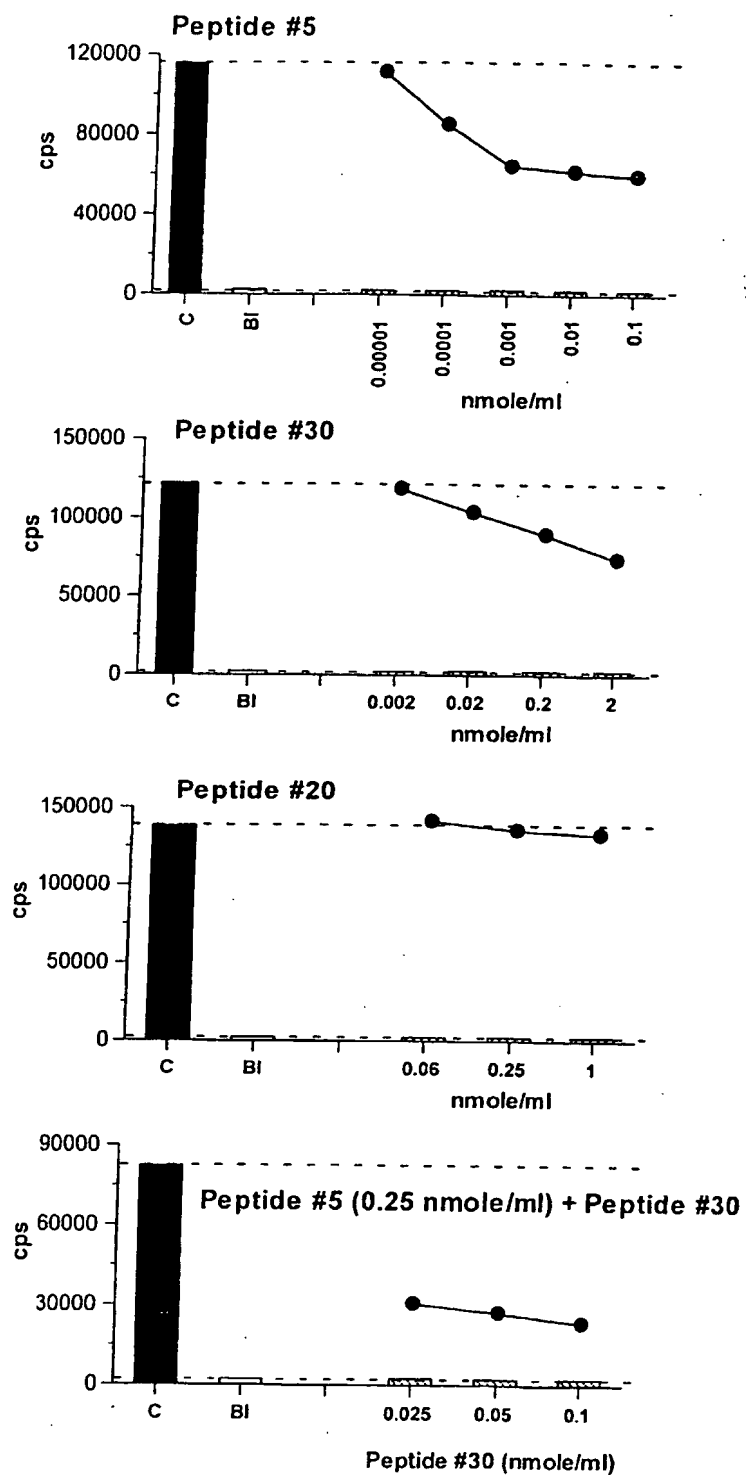 Peptide #5
120000
80000
40000
0
cps
C
BI
0.00001
0.0001
0.001
0.01
0.1
nmole/ml
Peptide #30
150000
100000
50000
0
cps
C
BI
0.002
0.02
0.2
2
nmole/ml
Peptide #20
150000
100000
50000
0
cps
C
BI
0.06
0.25
1
nmole/ml
90000
60000
30000
0
cps
Peptide #5 (0.25 nmole/ml) + Peptide #30
C
BI
0.025
0.05
0.1
Peptide #30 (nmole/ml)